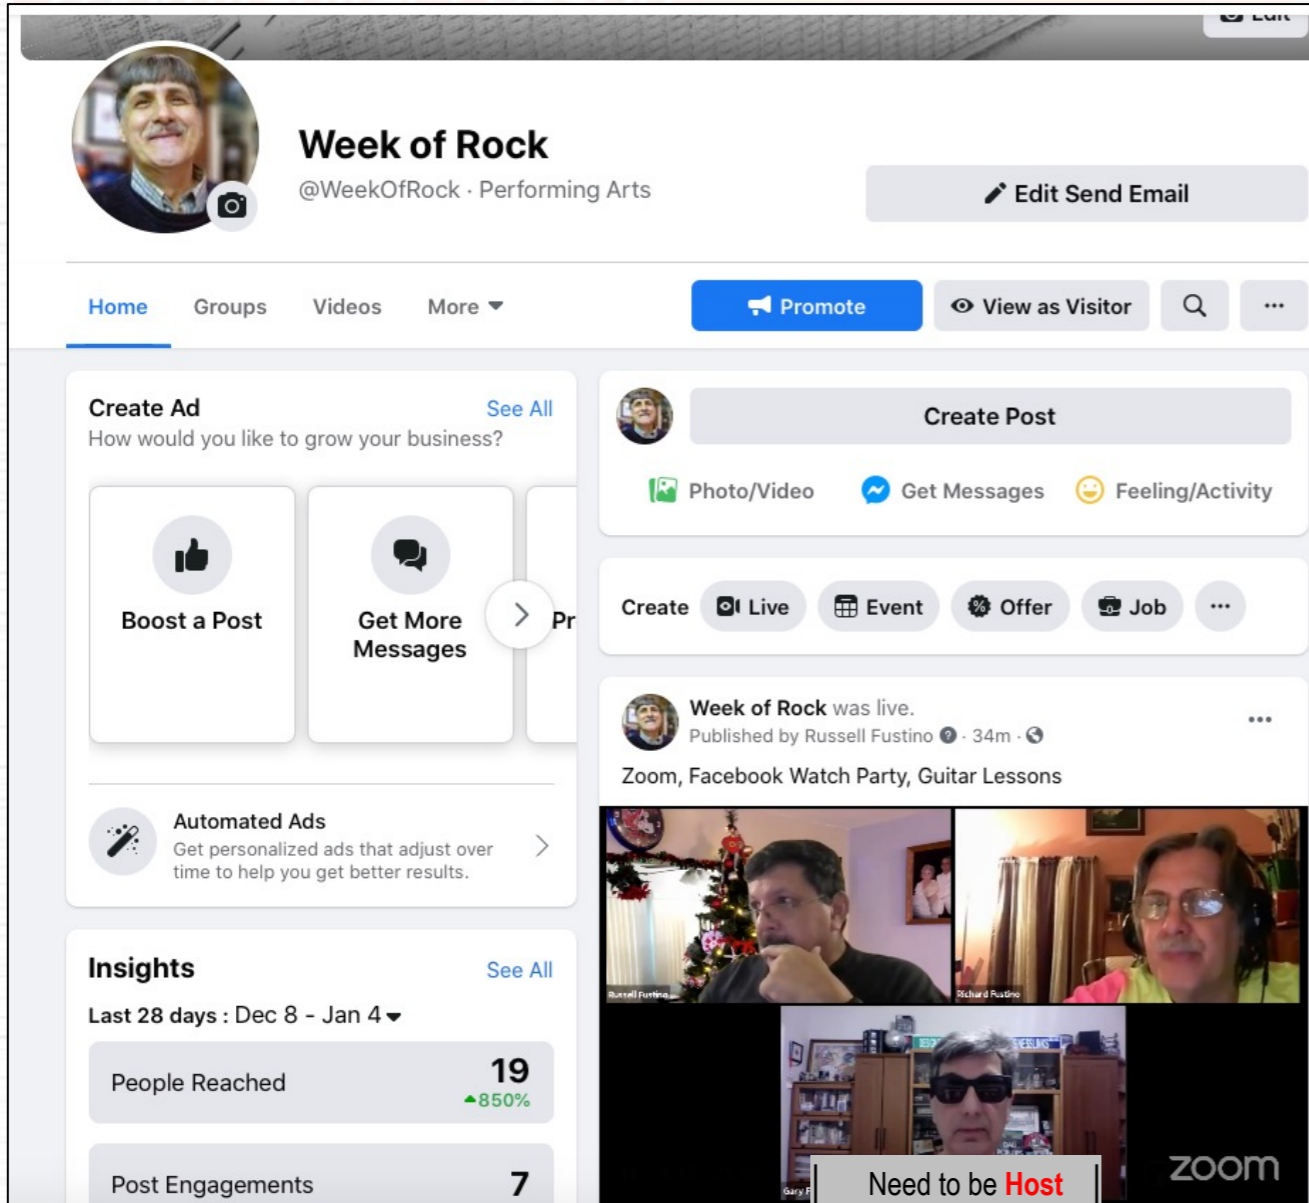 Edit
Week of Rock
@WeekOfRock · Performing Arts
Edit Send Email
Home Groups Videos More
Promote View as Visitor ...
Create Ad See All
How would you like to grow your business?
Boost a Post
Get More
Messages
Pr
Automated Ads
Get personalized ads that adjust over
time to help you get better results.
Insights See All
Last 28 days : Dec 8 - Jan 4
People Reached 19
850%
Post Engagements 7
Create Post
Photo/Video Get Messages Feeling/Activity
Create Live Event Offer Job ...
Week of Rock was live.
Published by Russell Fustino · 34m ·
Zoom, Facebook Watch Party, Guitar Lessons
Russell Fustino
Richard Fustino
Gary F
zoom
Need to be Host